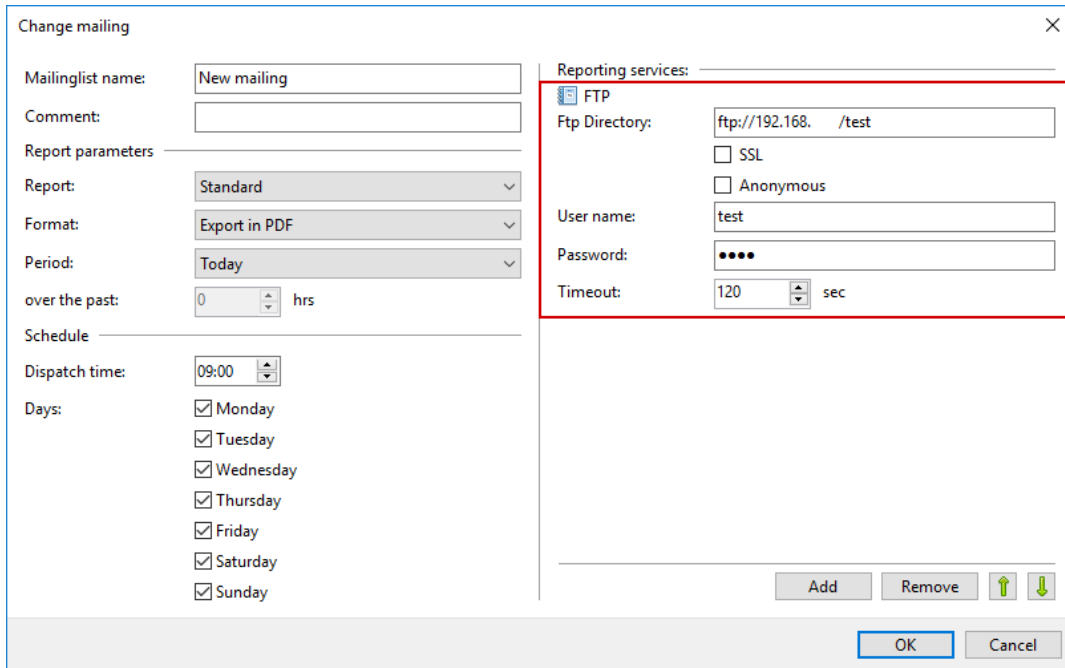 Change mailing
Mailinglist name: New mailing
Comment:
Report parameters
Report: Standard
Format: Export in PDF
Period: Today
over the past: 0 hrs
Schedule
Dispatch time: 09:00
Days: Monday
Tuesday
Wednesday
Thursday
Friday
Saturday
Sunday
Reporting services:
FTP
Ftp Directory: ftp://192.168. /test
SSL
Anonymous
User name: test
Password: ●●●●
Timeout: 120 sec
Add Remove
OK Cancel